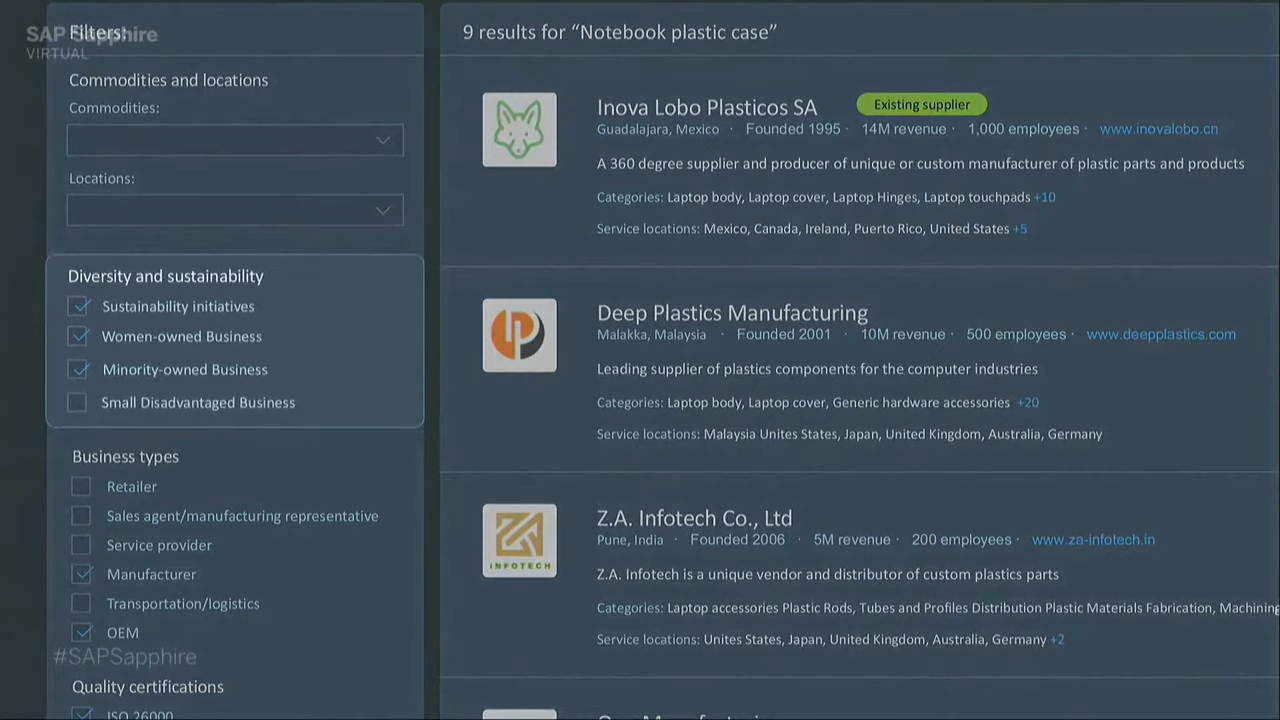 SAP Sapphire
VIRTUAL
Filters:
Commodities and locations
Commodities:
Locations:
Diversity and sustainability
Sustainability initiatives
Women-owned Business
Minority-owned Business
Small Disadvantaged Business
Business types
Retailer
Sales agent/manufacturing representative
Service provider
Manufacturer
Transportation/logistics
OEM
#SAPSapphire
Quality certifications
ISO 26000
9 results for “Notebook plastic case”
Inova Lobo Plasticos SA Existing supplier
Guadalajara, Mexico · Founded 1995 · 14M revenue · 1,000 employees · www.inovalobo.cn
A 360 degree supplier and producer of unique or custom manufacturer of plastic parts and products
Categories: Laptop body, Laptop cover, Laptop Hinges, Laptop touchpads +10
Service locations: Mexico, Canada, Ireland, Puerto Rico, United States +5
Deep Plastics Manufacturing
Malakka, Malaysia · Founded 2001 · 10M revenue · 500 employees · www.deepplastics.com
Leading supplier of plastics components for the computer industries
Categories: Laptop body, Laptop cover, Generic hardware accessories +20
Service locations: Malaysia Unites States, Japan, United Kingdom, Australia, Germany
INFOTECH
Z.A. Infotech Co., Ltd
Pune, India · Founded 2006 · 5M revenue · 200 employees · www.za-infotech.in
Z.A. Infotech is a unique vendor and distributor of custom plastics parts
Categories: Laptop accessories Plastic Rods, Tubes and Profiles Distribution Plastic Materials Fabrication, Machining
Service locations: Unites States, Japan, United Kingdom, Australia, Germany +2